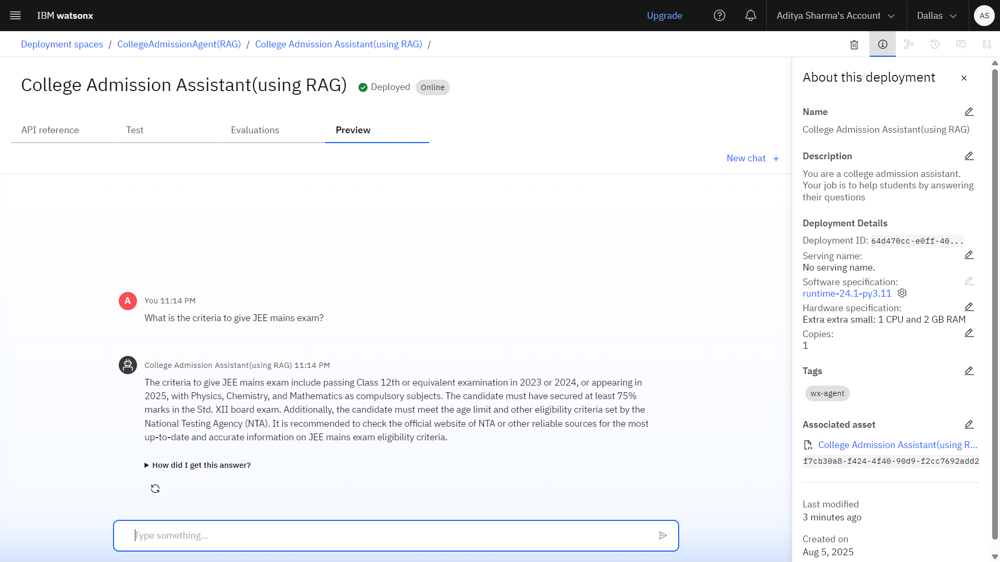 IBM watsonx
Upgrade
Aditya Sharma's Account
Dallas
AS
Deployment spaces / CollegeAdmissionAgent(RAG) / College Admission Assistant(using RAG) /
College Admission Assistant(using RAG)
Deployed
Online
API reference
Test
Evaluations
Preview
New chat +
A
You 11:14 PM
What is the criteria to give JEE mains exam?
College Admission Assistant(using RAG) 11:14 PM
The criteria to give JEE mains exam include passing Class 12th or equivalent examination in 2023 or 2024, or appearing in
2025, with Physics, Chemistry, and Mathematics as compulsory subjects. The candidate must have secured at least 75%
marks in the Std. XII board exam. Additionally, the candidate must meet the age limit and other eligibility criteria set by the
National Testing Agency (NTA). It is recommended to check the official website of NTA or other reliable sources for the most
up-to-date and accurate information on JEE mains exam eligibility criteria.
How did I get this answer?
Type something...
About this deployment
Name
College Admission Assistant(using RAG)
Description
You are a college admission assistant.
Your job is to help students by answering
their questions
Deployment Details
Deployment ID: 64d470cc-e0ff-40...
Serving name:
No serving name.
Software specification:
runtime-24.1-py3.11
Hardware specification:
Extra extra small: 1 CPU and 2 GB RAM
Copies:
1
Tags
wx-agent
Associated asset
College Admission Assistant(using R...
f7cb30a8-f424-4f40-90d9-f2cc7692add2
Last modified
3 minutes ago
Created on
Aug 5, 2025